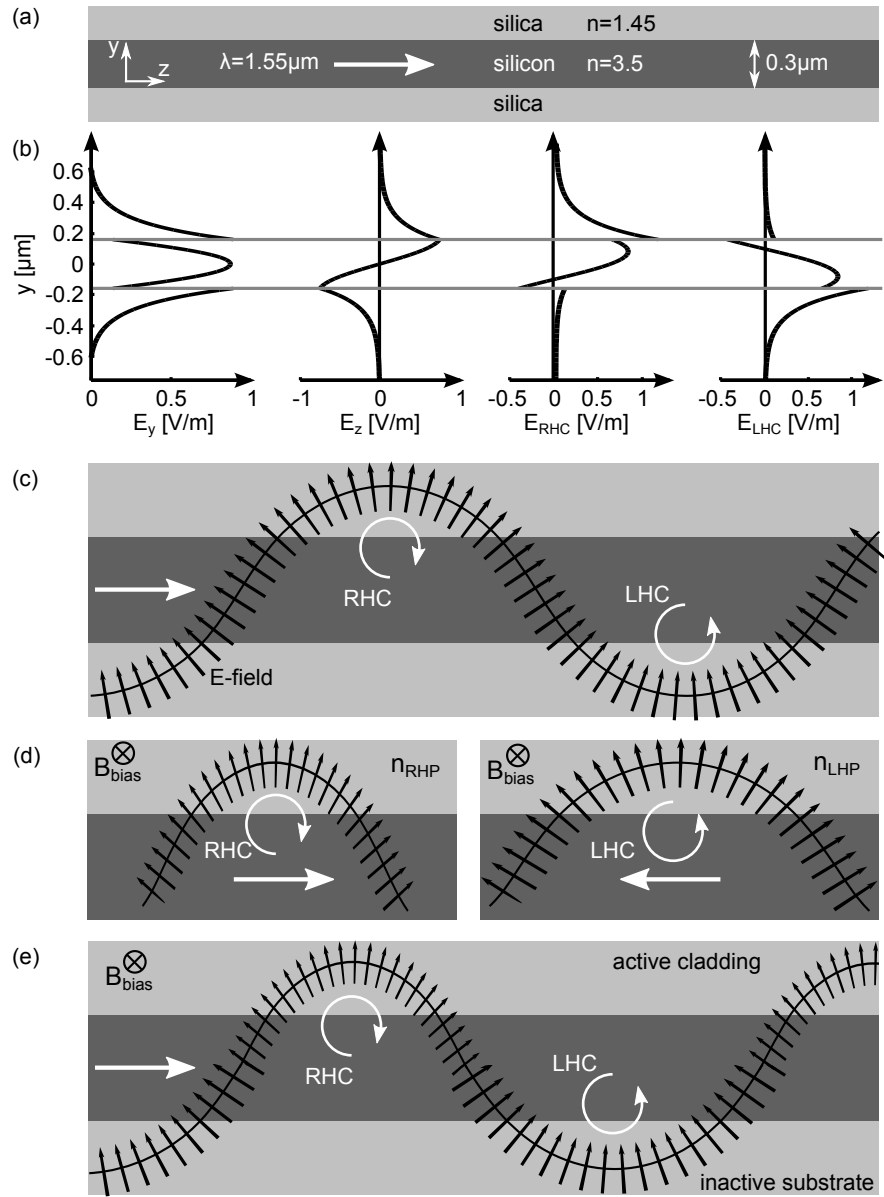 (a)
silica n=1.45
y
z
λ=1.55μm
silicon n=3.5
0.3μm
silica
(b)
y [μm]
0.6
0.4
0.2
0
-0.2
-0.4
-0.6
0 0.5 1
E_y [V/m]
-1 0 1
E_z [V/m]
-0.5 0 0.5 1
E_RHC [V/m]
-0.5 0 0.5 1
E_LHC [V/m]
(c)
RHC
LHC
E-field
(d)
B_bias
n_RHP
RHC
B_bias
n_LHP
LHC
(e)
B_bias
active cladding
RHC
LHC
inactive substrate